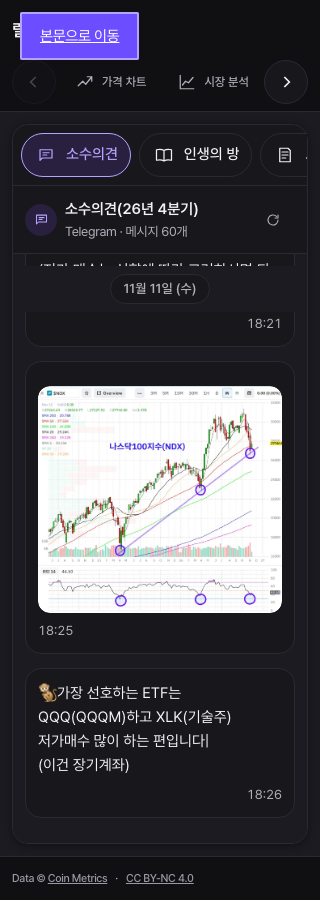 본문으로 이동
가격 차트
시장 분석
소수의견
인생의 방
소수의견(26년 4분기)
Telegram · 메시지 60개
11월 11일 (수)
18:21
$NDX
Overview
나스닥100지수(NDX)
RSI 14
18:25
🐒가장 선호하는 ETF는
QQQ(QQQM)하고 XLK(기술주)
저가매수 많이 하는 편입니다|
(이건 장기계좌)
18:26
Data © Coin Metrics · CC BY-NC 4.0